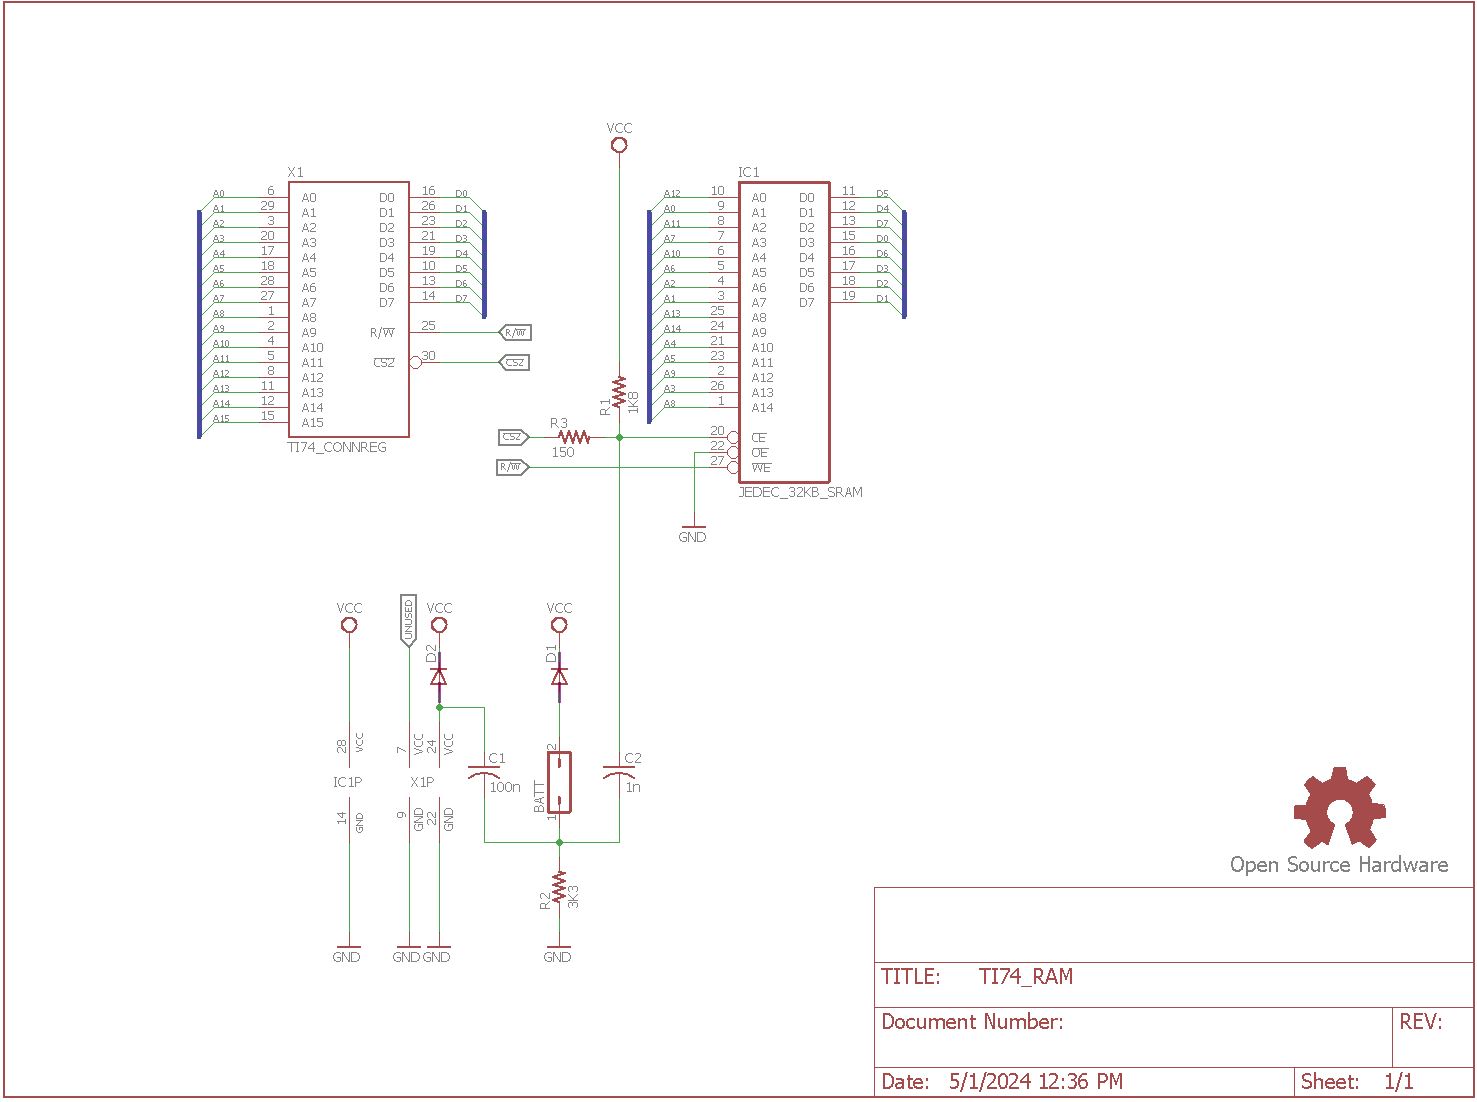 VCC
X1
A0 6 A0 D0 16 D0
A1 29 A1 D1 26 D1
A2 3 A2 D2 23 D2
A3 20 A3 D3 21 D3
A4 17 A4 D4 19 D4
A5 18 A5 D5 10 D5
A6 28 A6 D6 13 D6
A7 27 A7 D7 14 D7
A8 1 A8
A9 2 A9 R/W 25 R/W
A10 4 A10
A11 5 A11 CS2 30 CS2
A12 8 A12
A13 11 A13
A14 12 A14
A15 15 A15
TI74_CONNREG
IC1
A12 10 A0 D0 11 D5
A0 9 A1 D1 12 D4
A11 8 A2 D2 13 D7
A7 7 A3 D3 15 D0
A10 6 A4 D4 16 D6
A6 5 A5 D5 17 D3
A2 4 A6 D6 18 D2
A1 3 A7 D7 19 D1
A13 25 A8
A14 24 A9
A4 21 A10
A5 23 A11
A9 2 A12
A3 26 A13
A8 1 A14
20 CE
22 OE
27 WE
JEDEC_32KB_SRAM
R1
1K8
R3
CS2
150
R/W
GND
VCC
UNUSED
VCC
VCC
D2
D1
28 VCC
7 VCC
24 VCC
2
C1
C2
IC1P
X1P
100n
BATT
1n
14 GND
9 GND
22 GND
1
R2
3K3
GND
GND
GND
GND
Open Source Hardware
TITLE: TI74_RAM
Document Number:
REV:
Date: 5/1/2024 12:36 PM
Sheet: 1/1